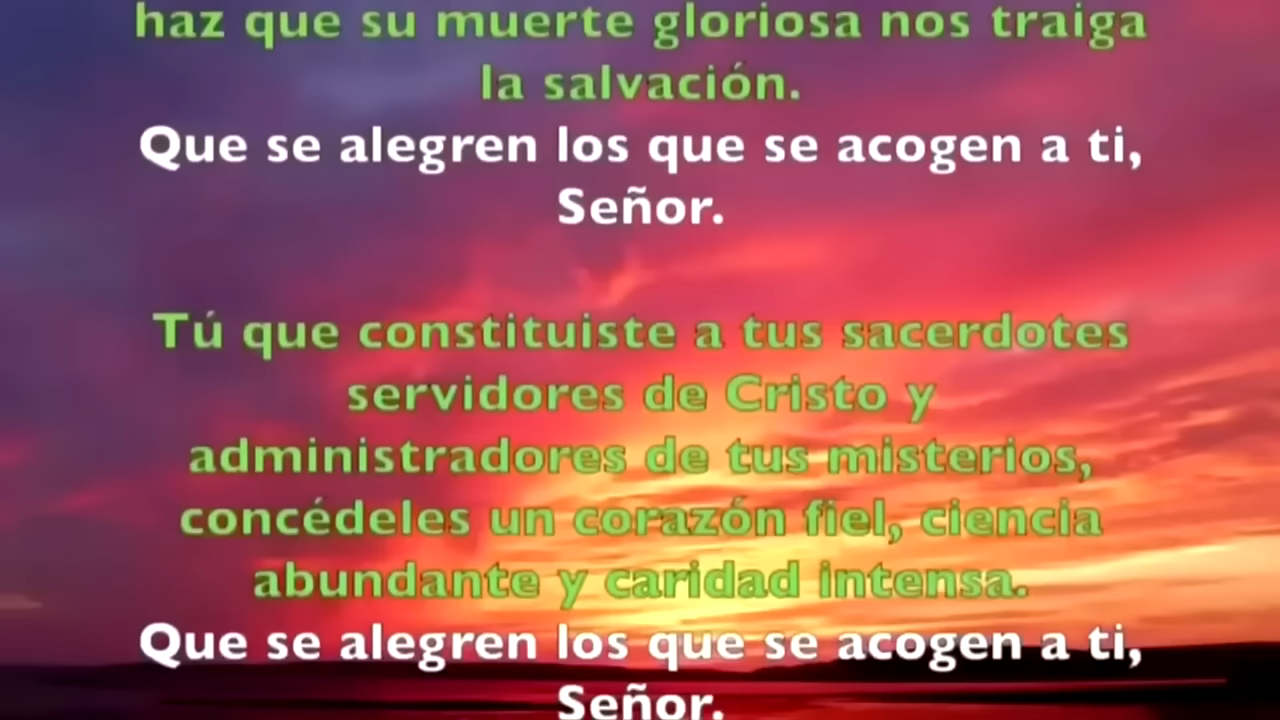 haz que su muerte gloriosa nos traiga
la salvación.
Que se alegren los que se acogen a ti,
Señor.
Tú que constituiste a tus sacerdotes
servidores de Cristo y
administradores de tus misterios,
concédeles un corazón fiel, ciencia
abundante y caridad intensa.
Que se alegren los que se acogen a ti,
Señor.